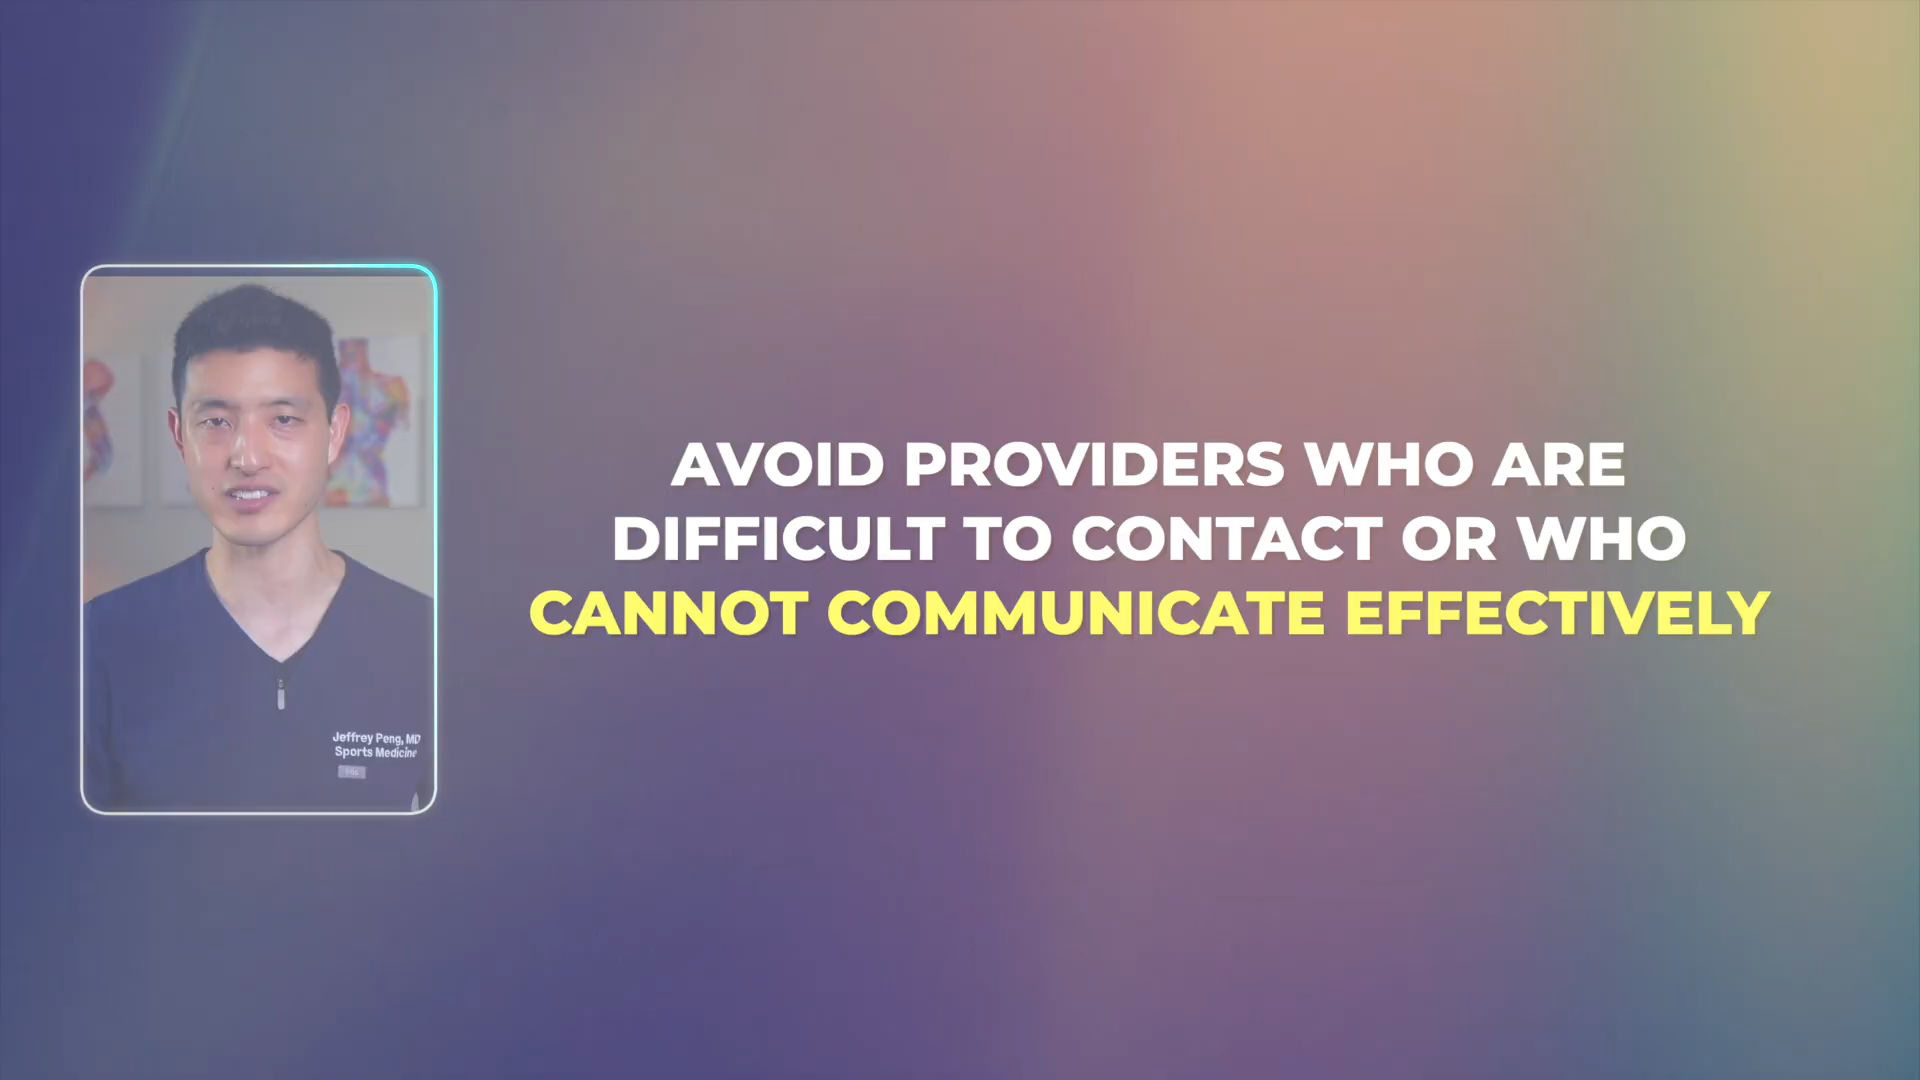 AVOID PROVIDERS WHO ARE
DIFFICULT TO CONTACT OR WHO
CANNOT COMMUNICATE EFFECTIVELY
Jeffrey Peng, MD
Sports Medicine